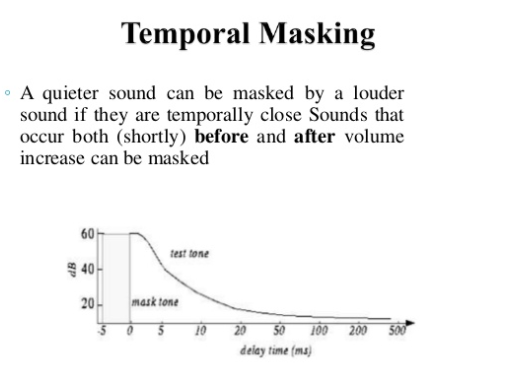 Temporal Masking
A quieter sound can be masked by a louder
sound if they are temporally close Sounds that
occur both (shortly) before and after volume
increase can be masked
60
test tone
dB
40
20
mask tone
-5 0 5 10 20 50 100 200 500
delay time (ms)